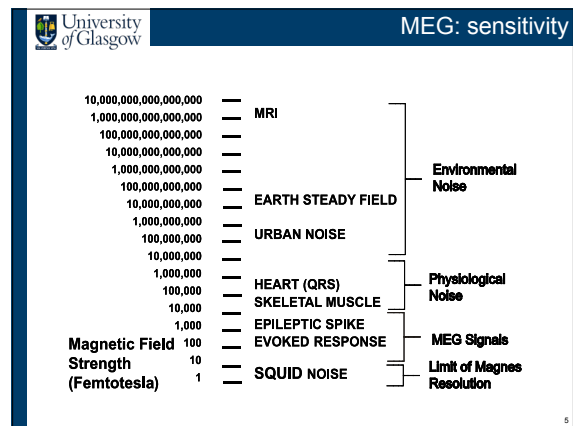 University
of Glasgow
MEG: sensitivity
10,000,000,000,000,000
1,000,000,000,000,000
MRI
100,000,000,000,000
10,000,000,000,000
1,000,000,000,000
Environmental
Noise
100,000,000,000
10,000,000,000
EARTH STEADY FIELD
1,000,000,000
100,000,000
URBAN NOISE
10,000,000
1,000,000
100,000
HEART (QRS)
Physiological
Noise
10,000
SKELETAL MUSCLE
1,000
EPILEPTIC SPIKE
Magnetic Field
Strength
(Femtotesla)
100
EVOKED RESPONSE
MEG Signals
10
1
SQUID NOISE
Limit of Magnes
Resolution
5